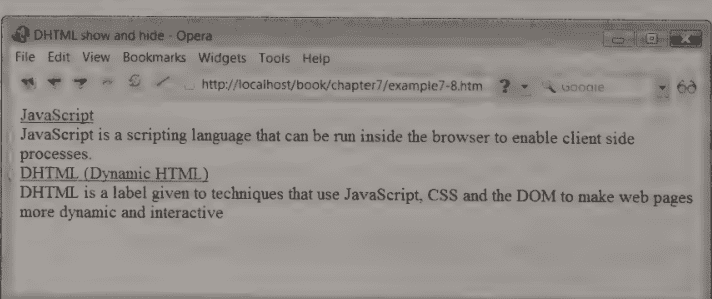 DHTML show and hide - Opera
File Edit View Bookmarks Widgets Tools Help
http://localhost/book/chapter7/example7-8.htm ? Google
JavaScript
JavaScript is a scripting language that can be run inside the browser to enable client side
processes.
DHTML (Dynamic HTML)
DHTML is a label given to techniques that use JavaScript, CSS and the DOM to make web pages
more dynamic and interactive